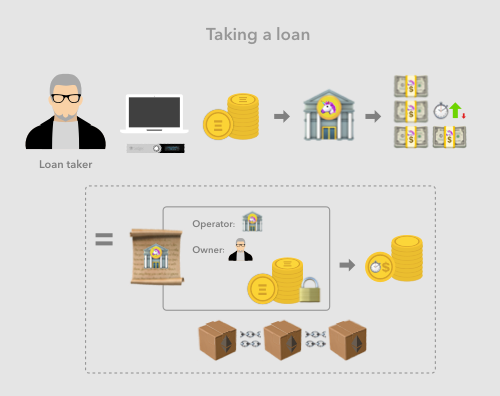 Taking a loan
Loan taker
=
Operator:
Owner: